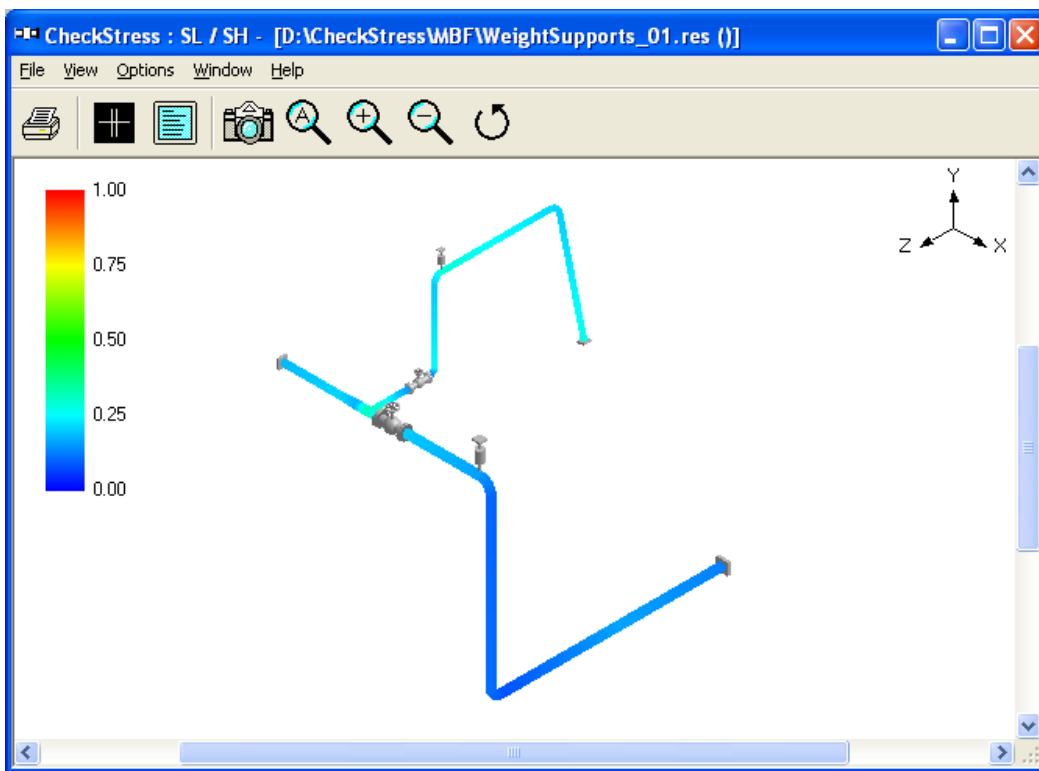 CheckStress : SL / SH - [D:\CheckStress\MBF\WeightSupports_01.res ()]
File View Options Window Help
A
1.00
0.75
0.50
0.25
0.00
Y
Z
X